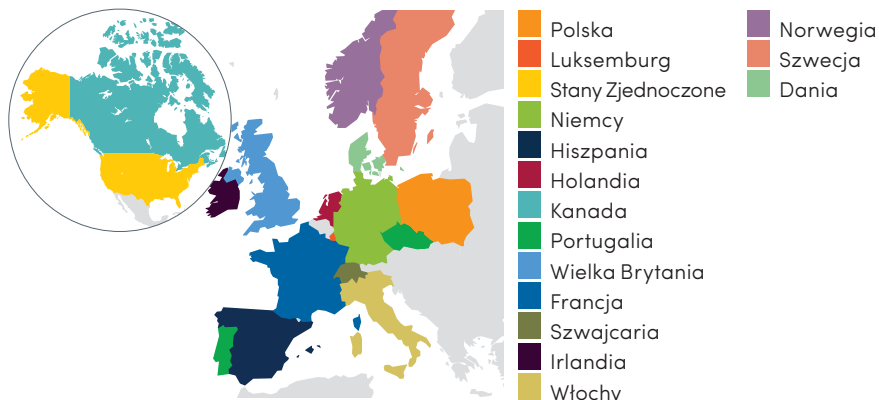 Polska
Luksemburg
Stany Zjednoczone
Niemcy
Hiszpania
Holandia
Kanada
Portugalia
Wielka Brytania
Francja
Szwajcaria
Irlandia
Włochy
Norwegia
Szwecja
Dania